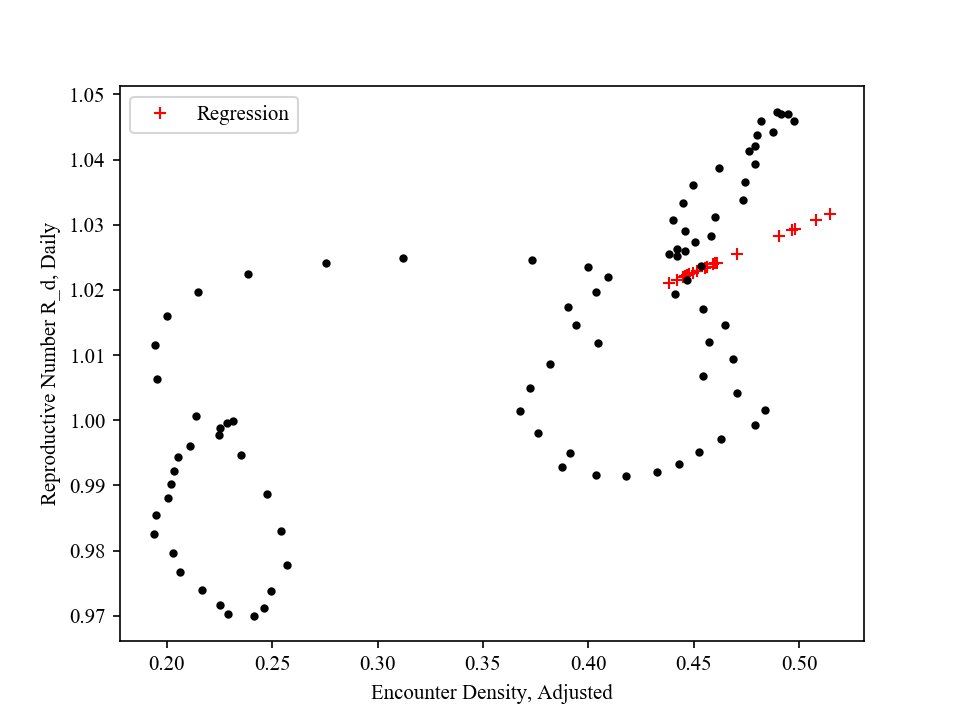 Regression
1.05
1.04
1.03
1.02
1.01
1.00
0.99
0.98
0.97
Reproductive Number R_d, Daily
0.20 0.25 0.30 0.35 0.40 0.45 0.50
Encounter Density, Adjusted